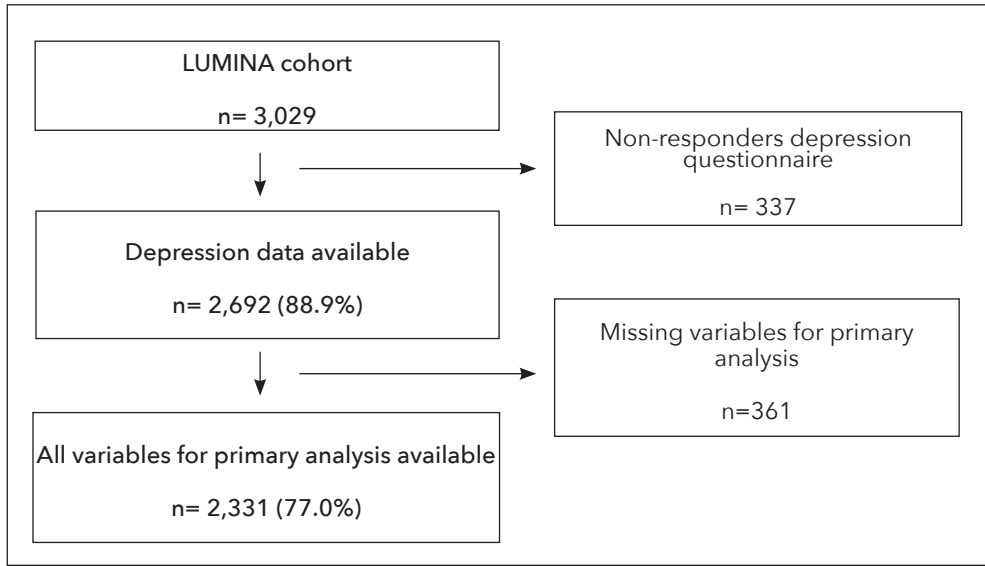 LUMINA cohort
n= 3,029
Non-responders depression
questionnaire
n= 337
Depression data available
n= 2,692 (88.9%)
Missing variables for primary
analysis
n=361
All variables for primary analysis available
n= 2,331 (77.0%)